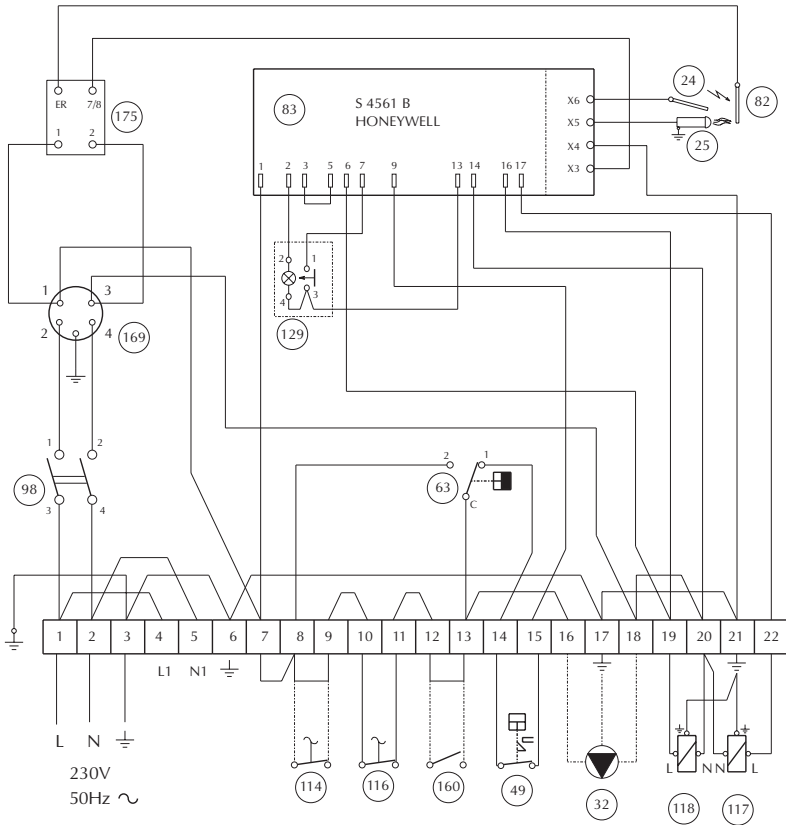 ER 7/8
175
1 2
83
S 4561 B
HONEYWELL
X6
X5
X4
X3
24
82
25
1 2 3 5 6 7 9 13 14 16 17
2 1
4 3
129
1 3
2 4
169
1 2
98
3 4
2 1
63
C
1 2 3 4 5 6 7 8 9 10 11 12 13 14 15 16 17 18 19 20 21 22
L1 N1
L N
230V
50Hz
L N N L
114 116 160 49 32 118 117